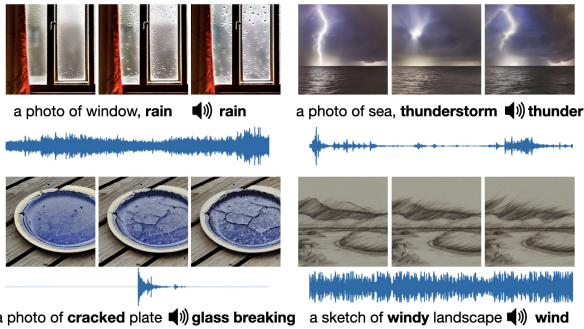 a photo of window, rain rain
a photo of sea, thunderstorm thunder
a photo of cracked plate glass breaking
a sketch of windy landscape wind